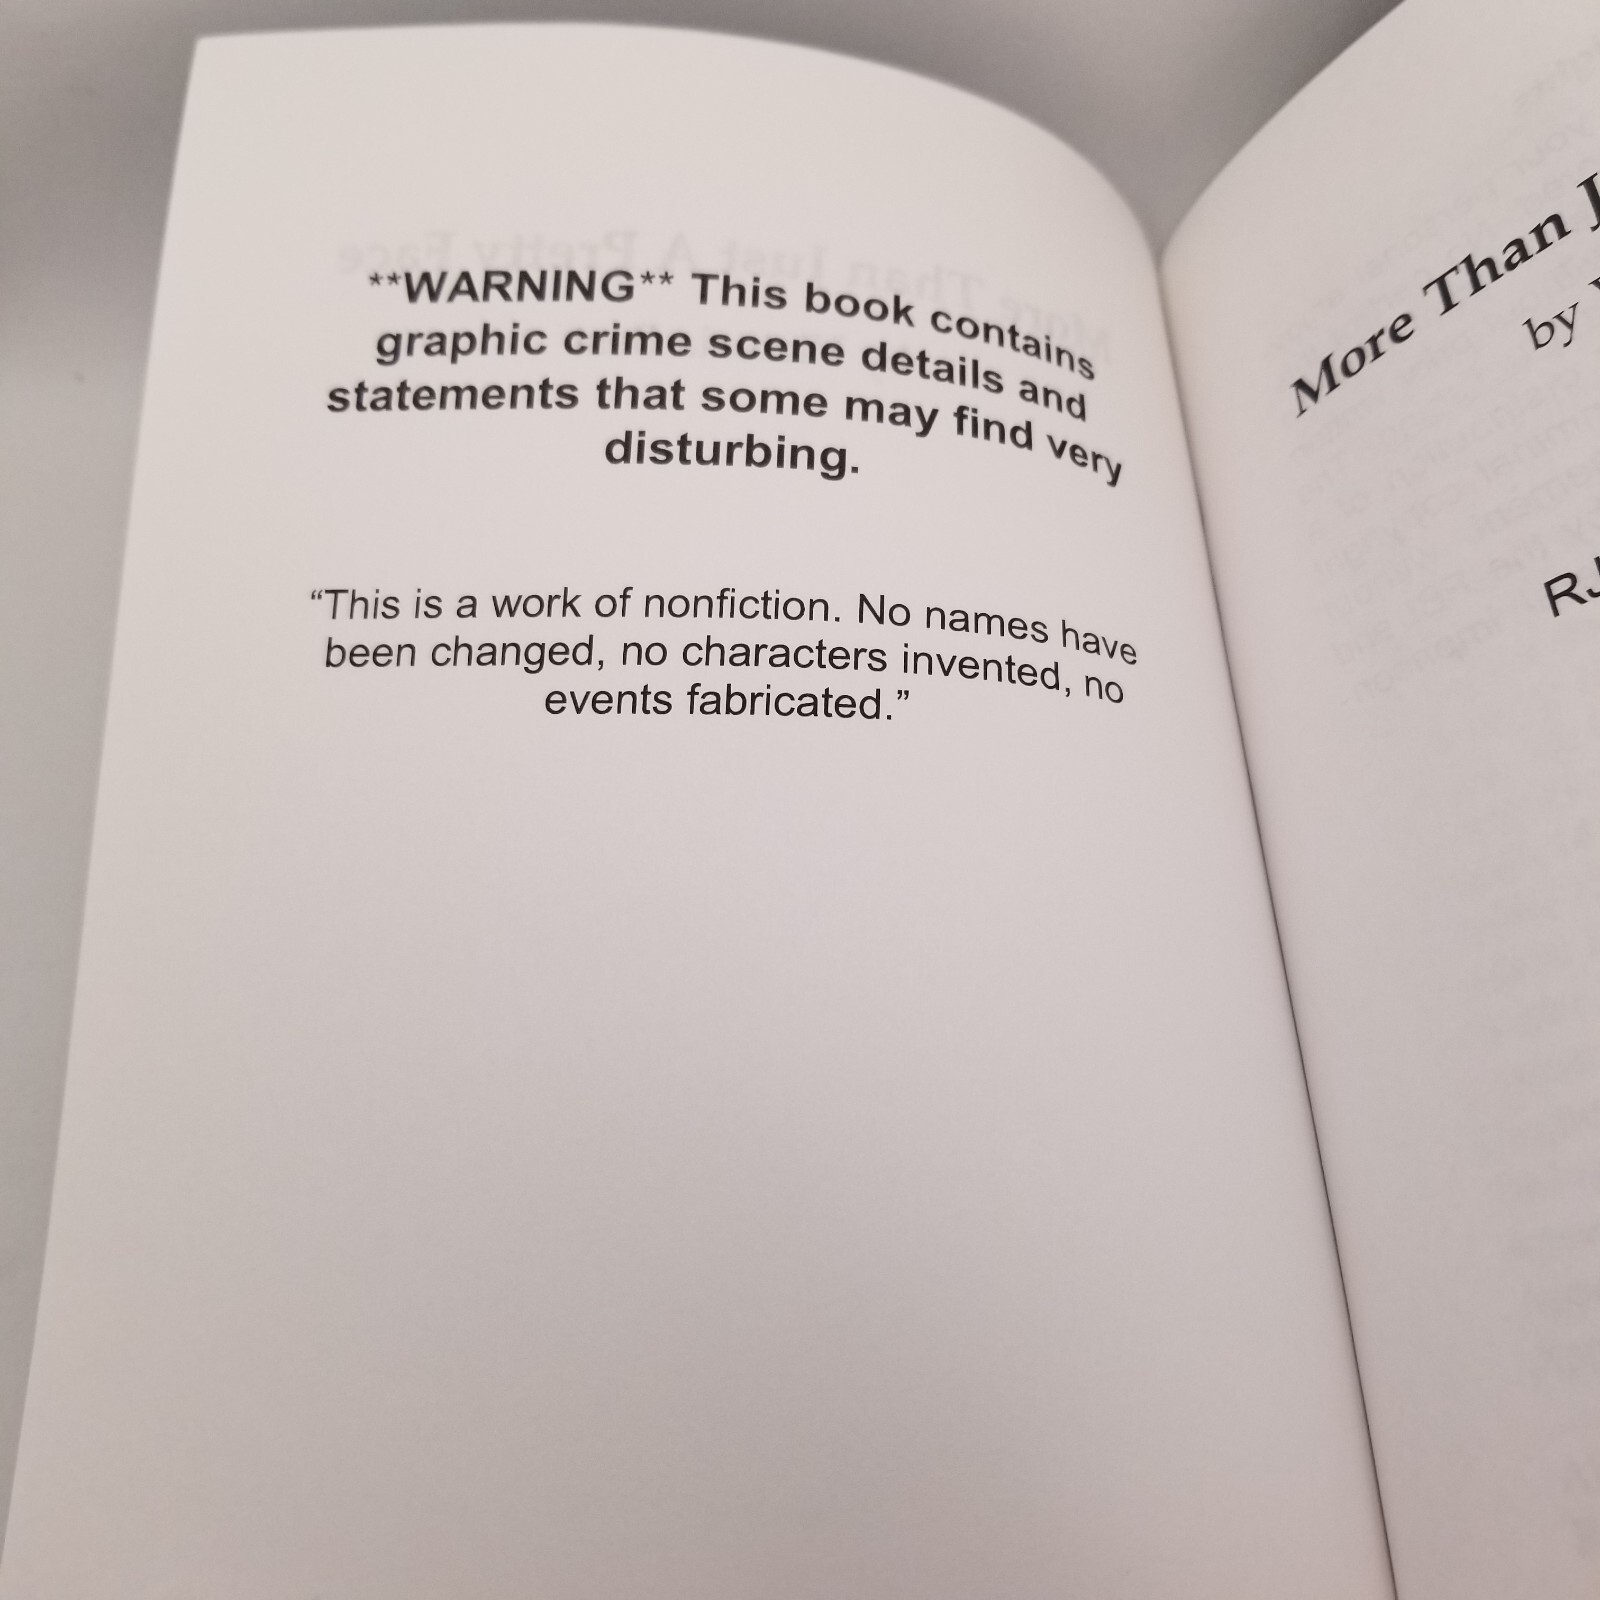 **WARNING** This book contains
graphic crime scene details and
statements that some may find very
disturbing.
“This is a work of nonfiction. No names have
been changed, no characters invented, no
events fabricated.”
More Than J
by
RJ